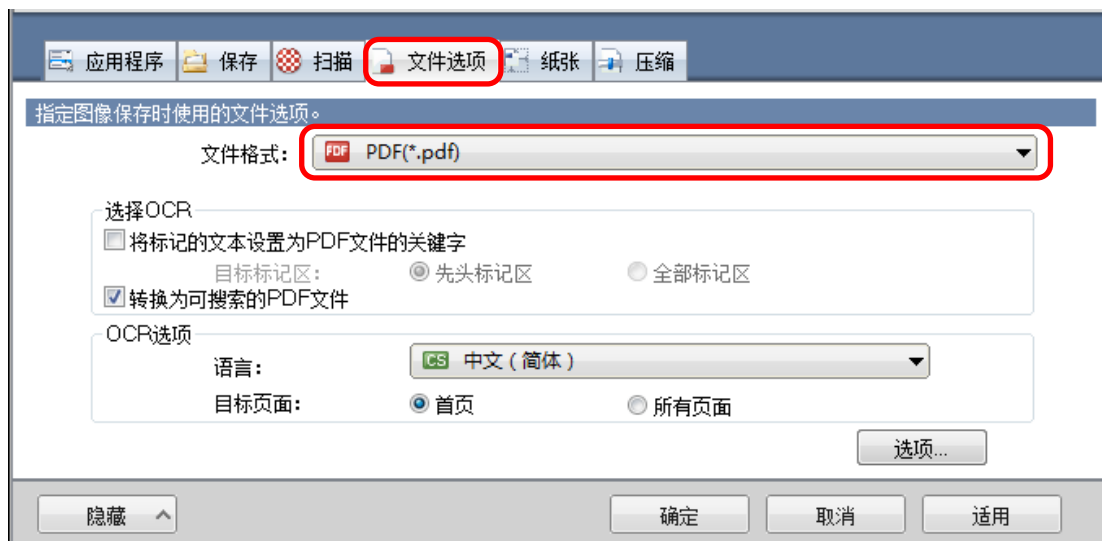 应用程序 保存 扫描 文件选项 纸张 压缩
指定图像保存时使用的文件选项。
文件格式： PDF PDF(*.pdf)
选择OCR
将标记的文本设置为PDF文件的关键字
目标标记区： 先头标记区 全部标记区
转换为可搜索的PDF文件
OCR选项
语言： CS 中文（简体）
目标页面： 首页 所有页面
选项...
隐藏 确定 取消 适用